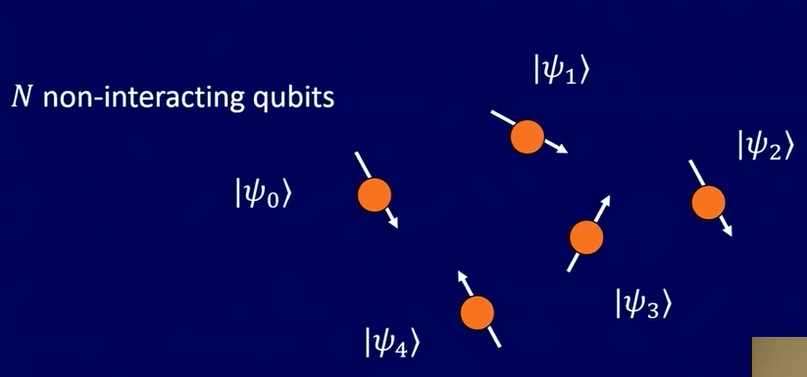 |ψ₁⟩
N non-interacting qubits
|ψ₂⟩
|ψ₀⟩
|ψ₃⟩
|ψ₄⟩